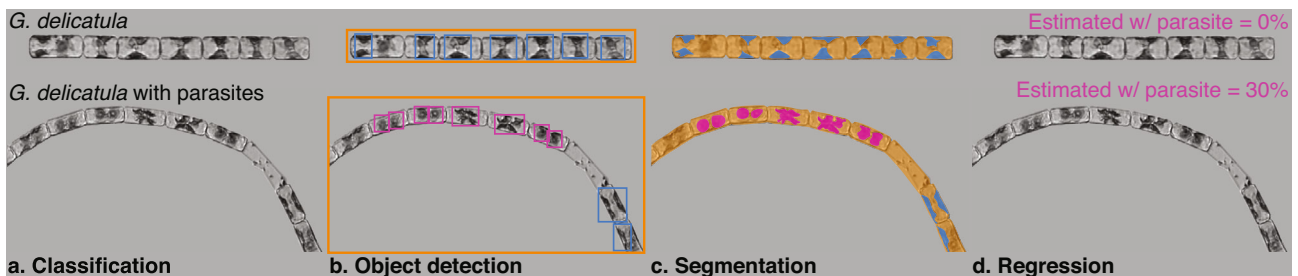 G. delicatula
Estimated w/ parasite = 0%
G. delicatula with parasites
Estimated w/ parasite = 30%
a. Classification
b. Object detection
c. Segmentation
d. Regression